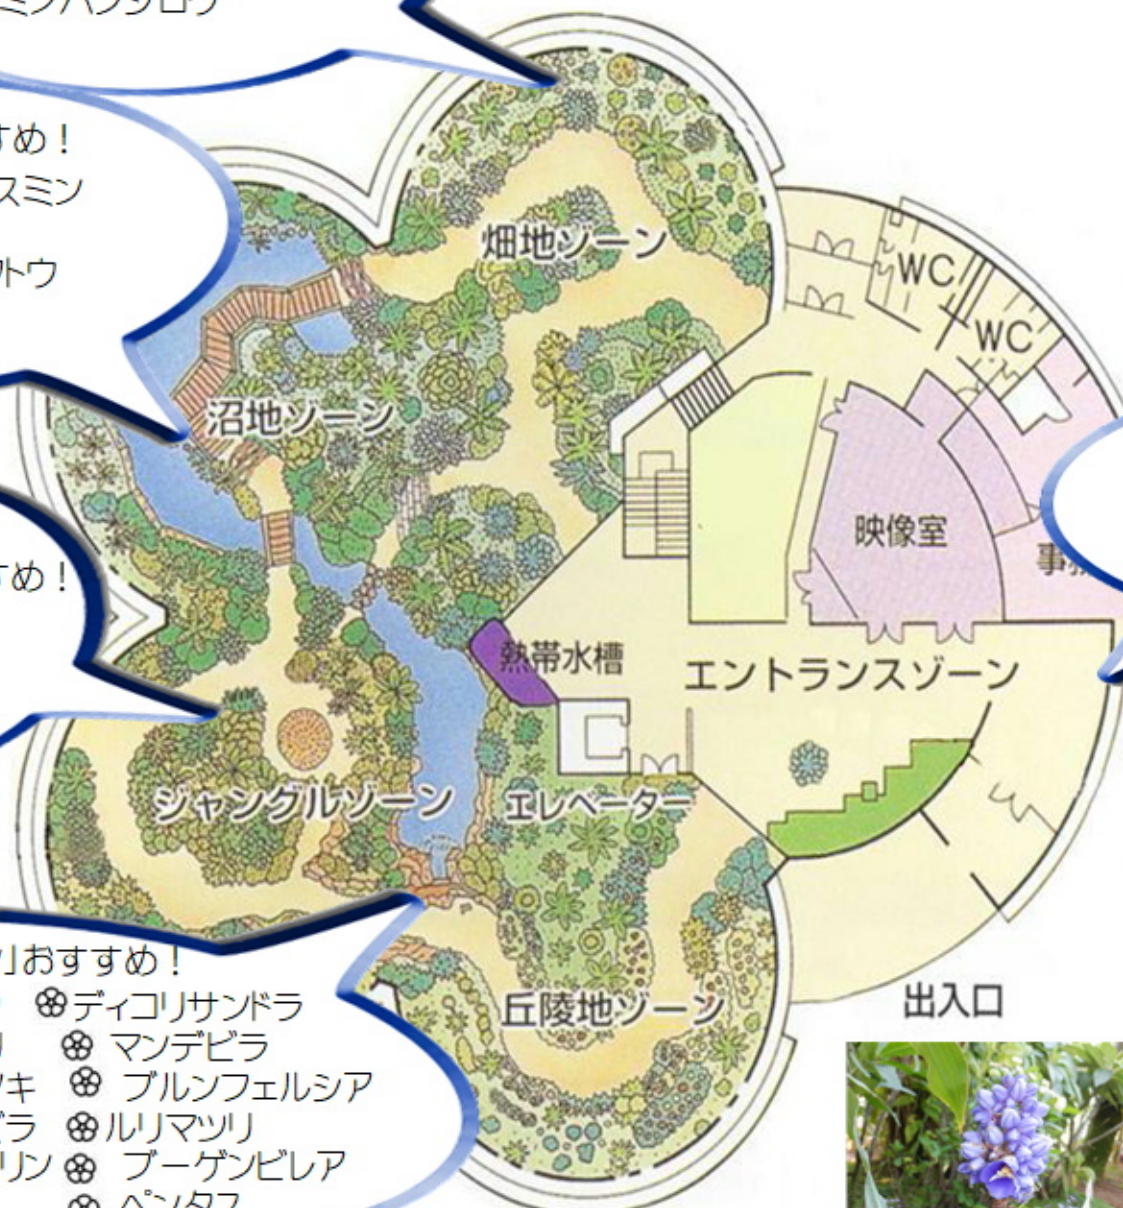 すめ！
スミン
畑地ゾーン
WC
WC
沼地ゾーン
映像室
すめ！
熱帯水槽
エントランスゾーン
ジャングルゾーン
エレベーター
おすすめ！
ディコリサンドラ
マンデビラ
丘陵地ゾーン
出入口
ブルンフェルシア
ルリマツリ
ブーゲンビレア
ペンタス